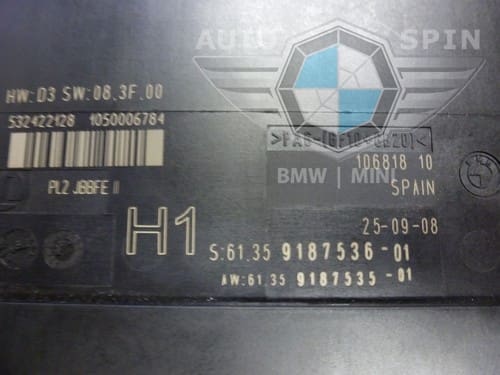 AUTO SPIN
HW:D3 SW:08.3F.00
532422128 1050006784
106818 10
BMW | MINI
SPAIN
PL2 JBBFE II
25-09-08
H1
S:61.35 9187536-01
AW:61.35 9187535-01